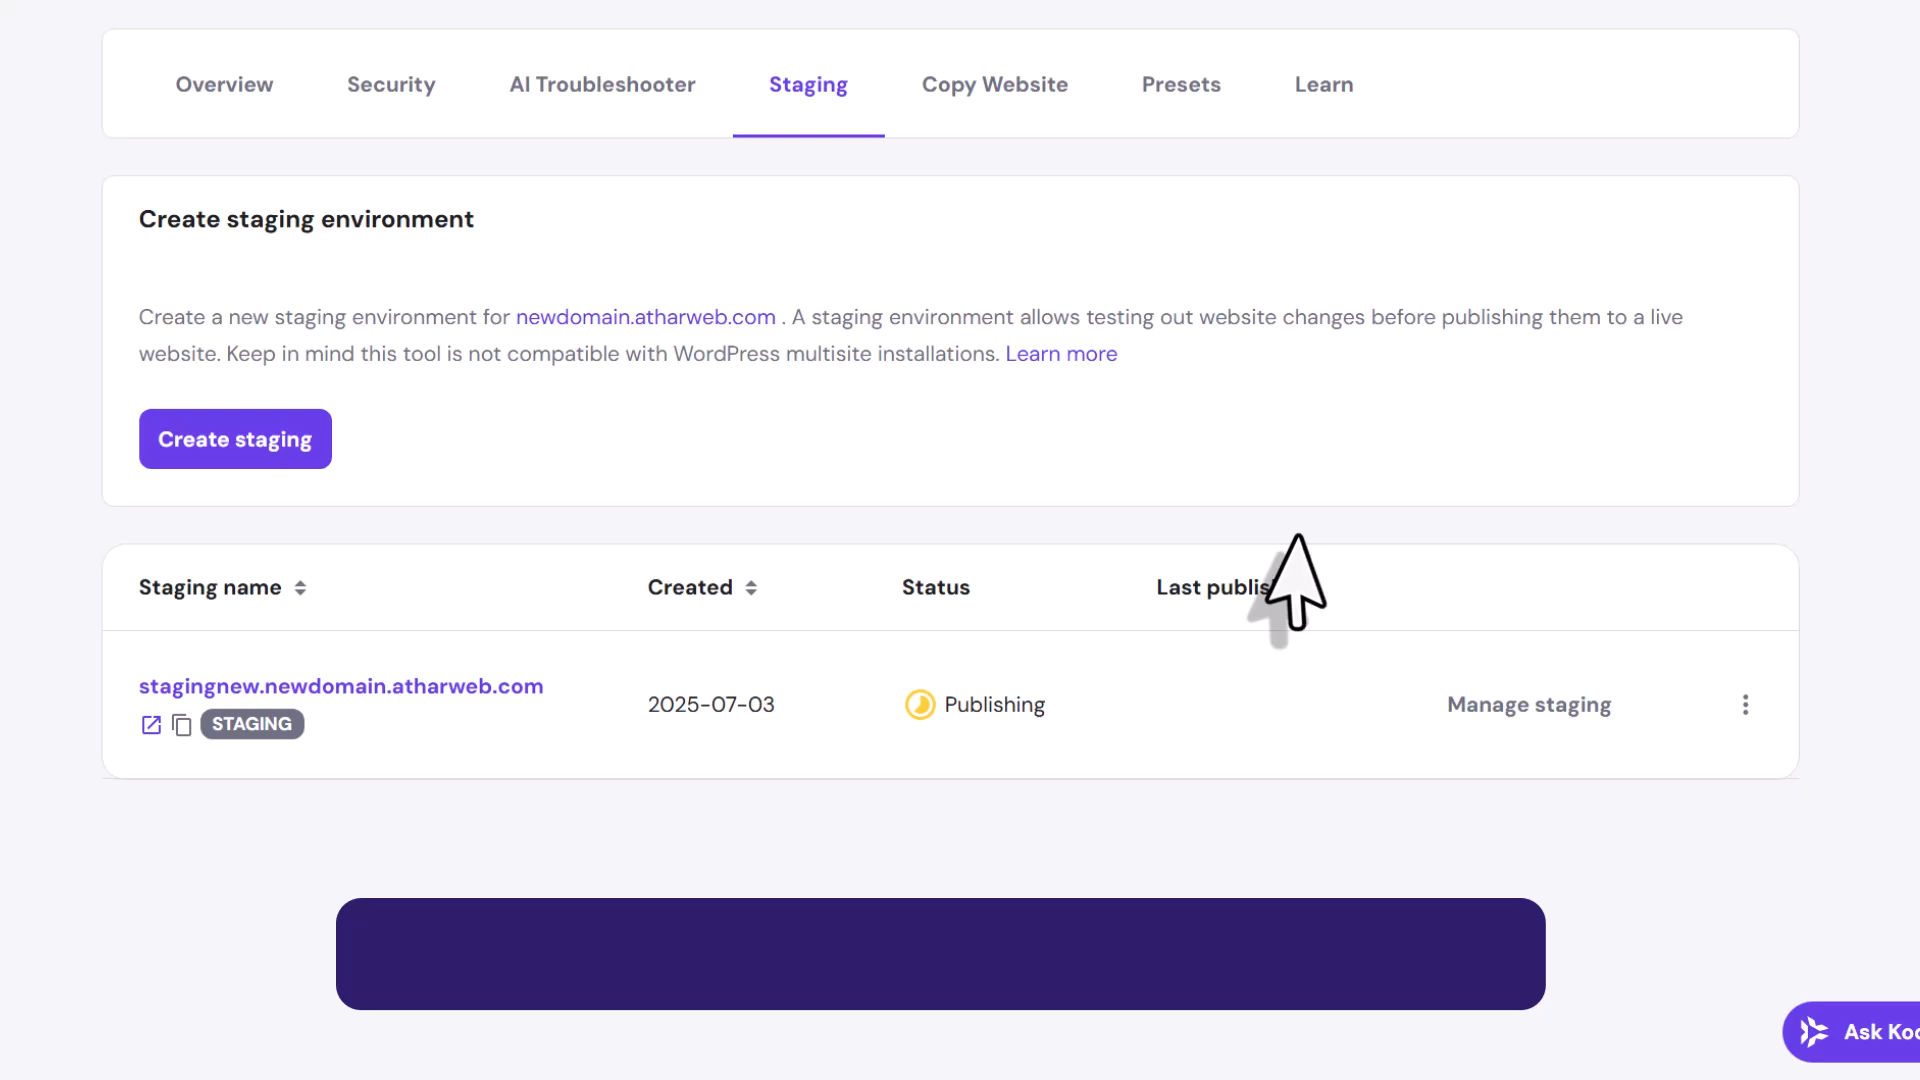 Overview Security AI Troubleshooter Staging Copy Website Presets Learn
Create staging environment
Create a new staging environment for newdomain.atharweb.com . A staging environment allows testing out website changes before publishing them to a live
website. Keep in mind this tool is not compatible with WordPress multisite installations. Learn more
Create staging
Staging name Created Status Last
stagingnew.newdomain.atharweb.com
STAGING
2025-07-03 Publishing Manage staging
Ask